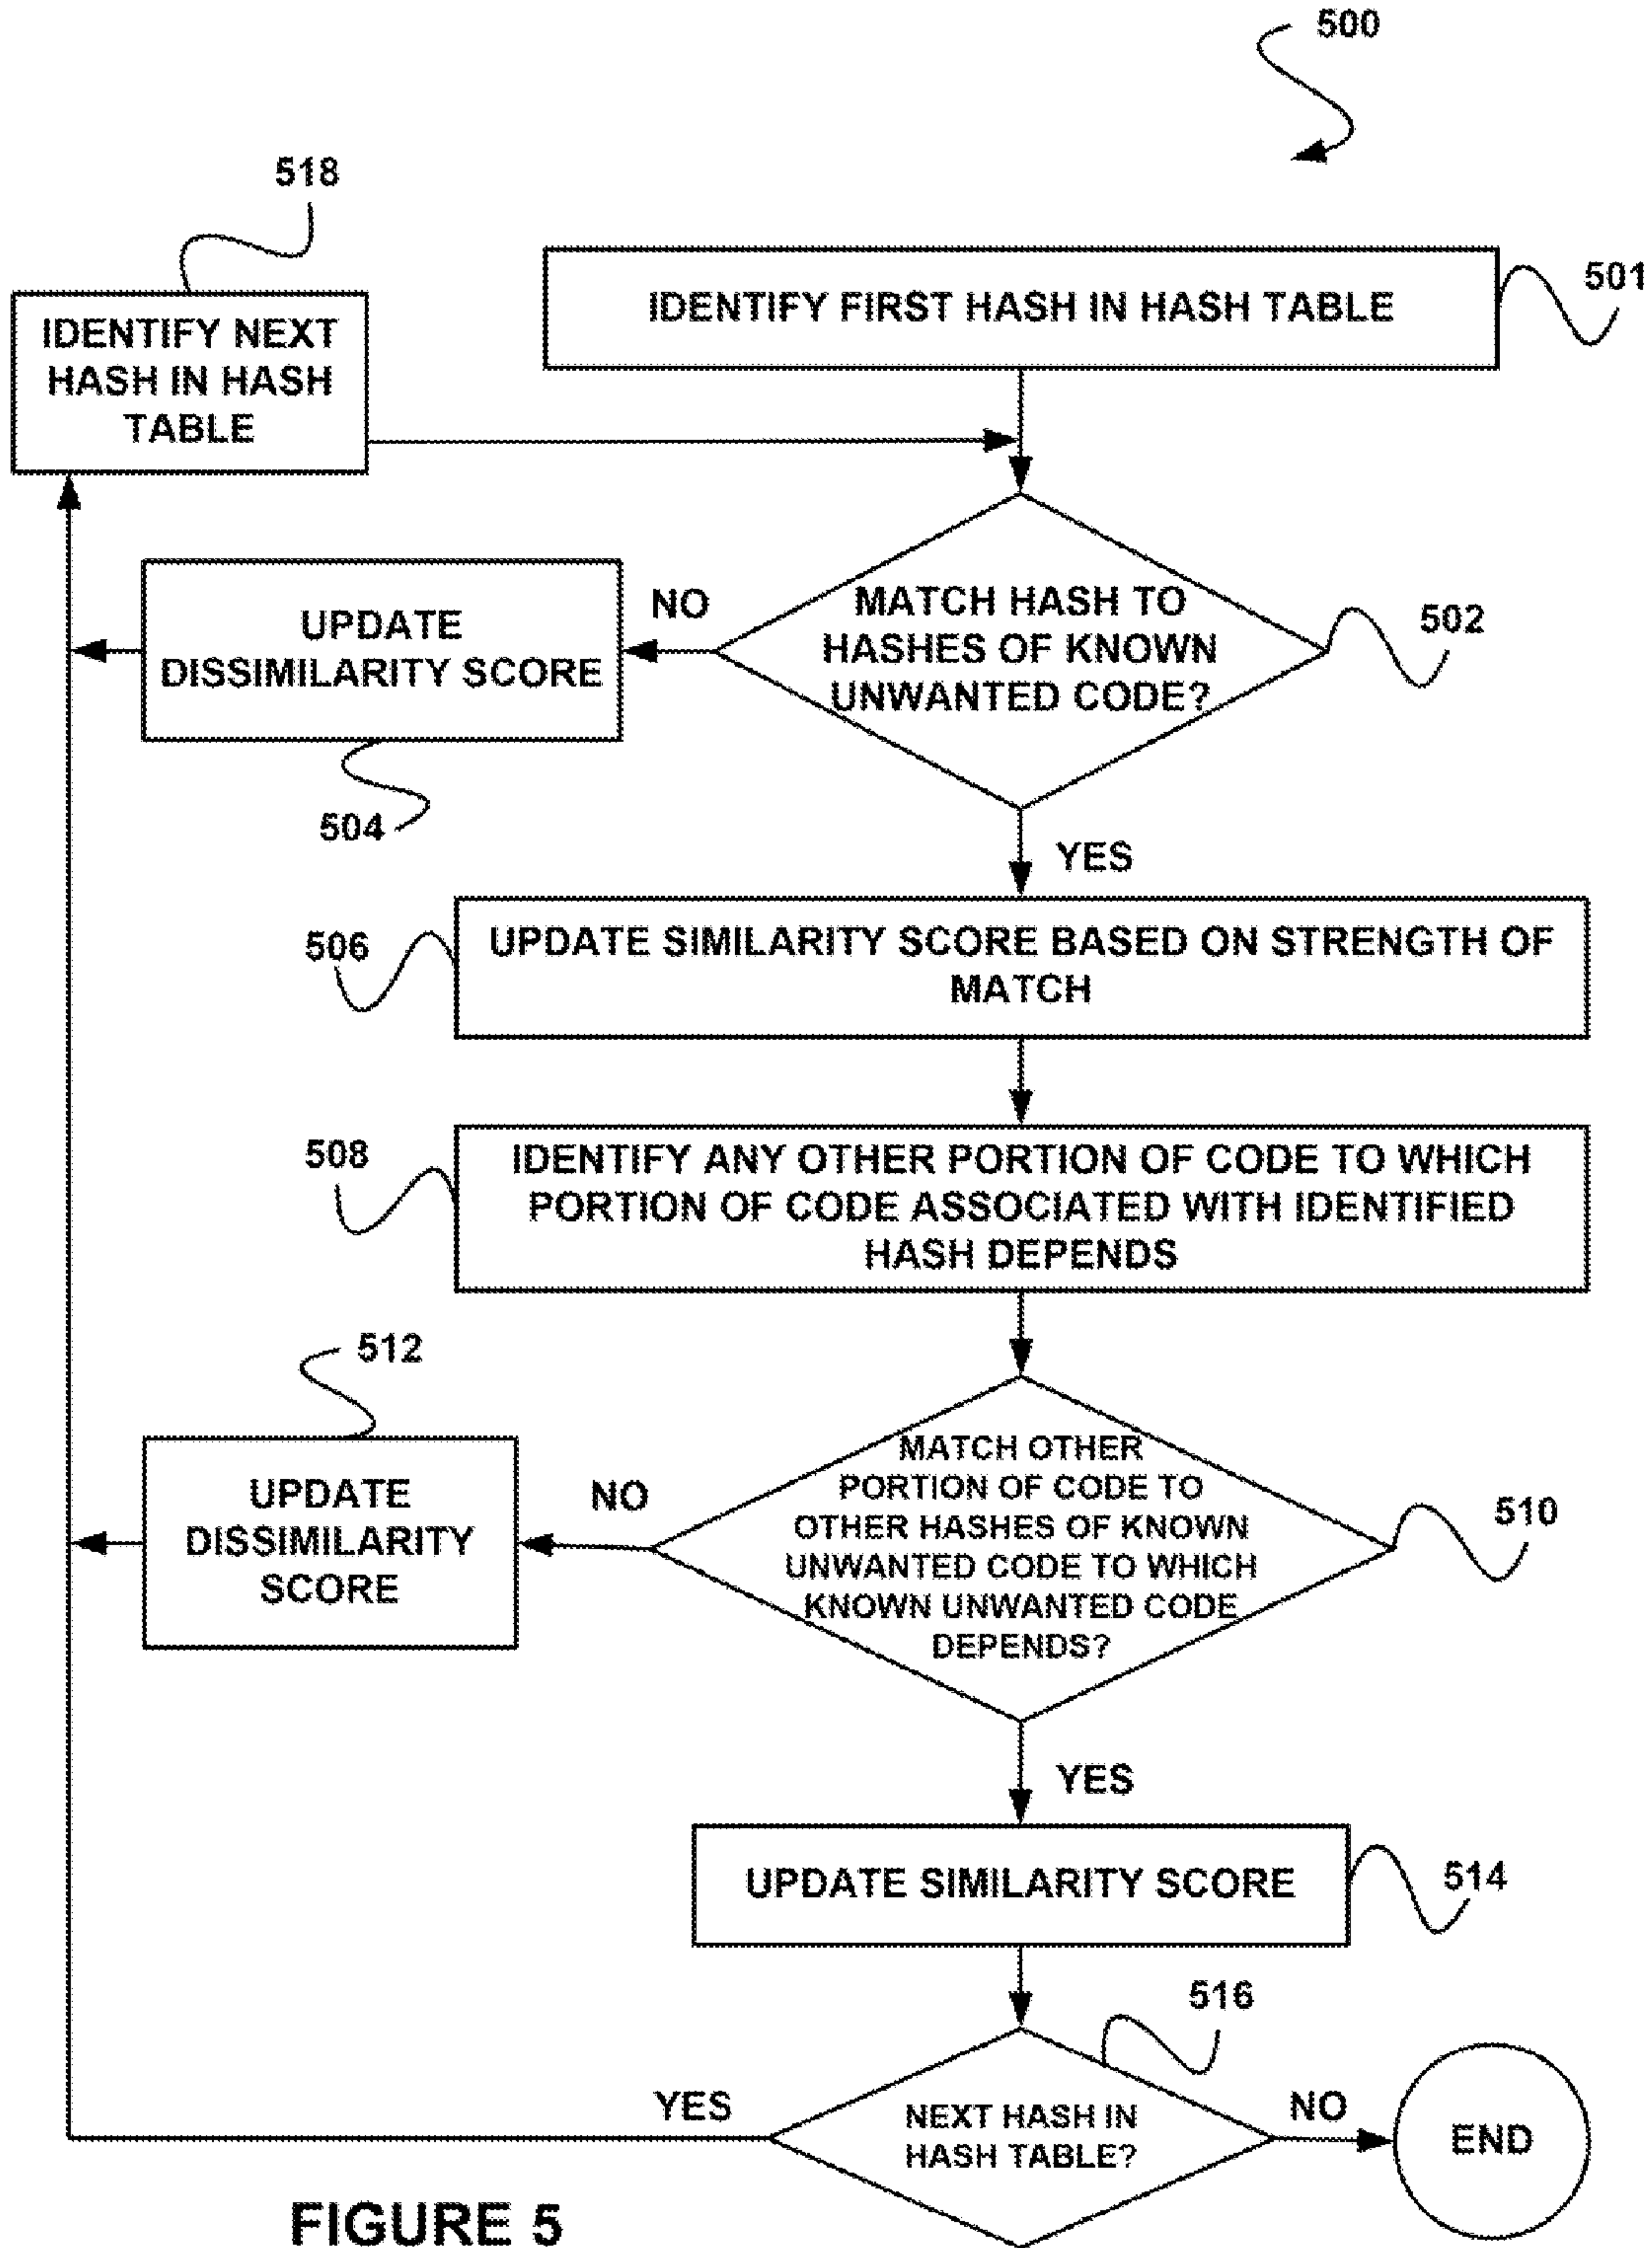 500
518
501
IDENTIFY FIRST HASH IN HASH TABLE
IDENTIFY NEXT
HASH IN HASH
TABLE
502
MATCH HASH TO
HASHES OF KNOWN
UNWANTED CODE?
NO
UPDATE
DISSIMILARITY SCORE
504
YES
506
UPDATE SIMILARITY SCORE BASED ON STRENGTH OF
MATCH
508
IDENTIFY ANY OTHER PORTION OF CODE TO WHICH
PORTION OF CODE ASSOCIATED WITH IDENTIFIED
HASH DEPENDS
512
MATCH OTHER
PORTION OF CODE TO
OTHER HASHES OF KNOWN
UNWANTED CODE TO WHICH
KNOWN UNWANTED CODE
DEPENDS?
510
NO
UPDATE
DISSIMILARITY
SCORE
YES
UPDATE SIMILARITY SCORE
514
516
YES
NEXT HASH IN
HASH TABLE?
NO
END
FIGURE 5